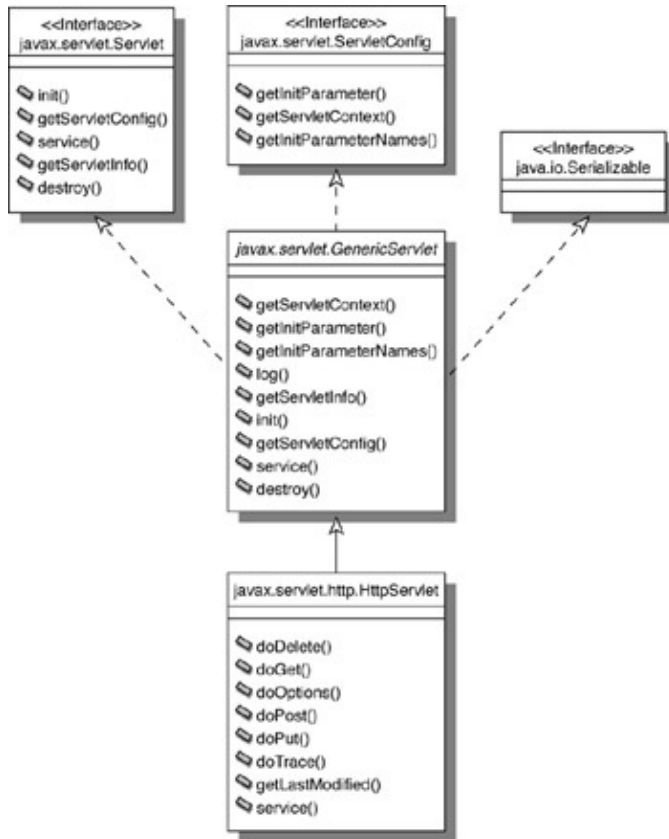 <<Interface>>
javax.servlet.Servlet
init()
getServletConfig()
service()
getServletInfo()
destroy()
<<Interface>>
javax.servlet.ServletConfig
getInitParameter()
getServletContext()
getInitParameterNames()
<<Interface>>
java.io.Serializable
javax.servlet.GenericServlet
getServletContext()
getInitParameter()
getInitParameterNames()
log()
getServletInfo()
init()
getServletConfig()
service()
destroy()
javax.servlet.http.HttpServlet
doDelete()
doGet()
doOptions()
doPost()
doPut()
doTrace()
getLastModified()
service()